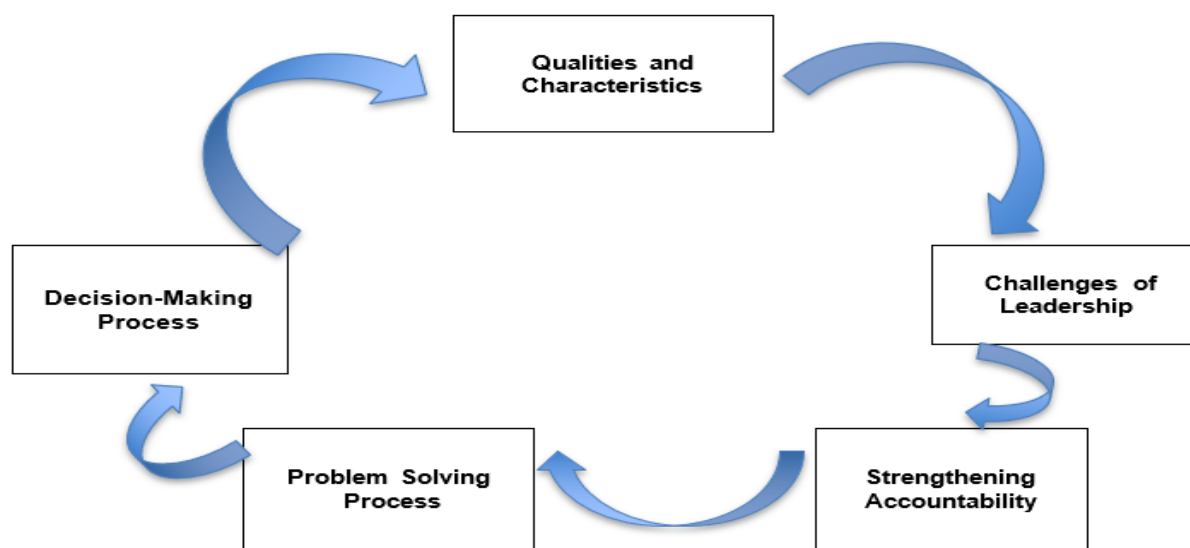 Qualities and
Characteristics
Challenges of
Leadership
Strengthening
Accountability
Problem Solving
Process
Decision-Making
Process